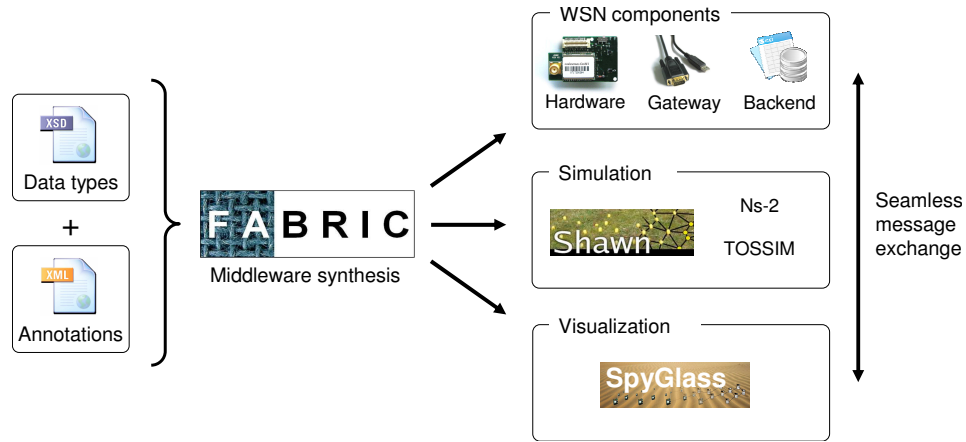 WSN components
Hardware
Gateway
Backend
XSD
Data types
+
XML
Annotations
FABRIC
Middleware synthesis
Simulation
Shawn
Ns-2
TOSSIM
Visualization
SpyGlass
Seamless
message
exchange